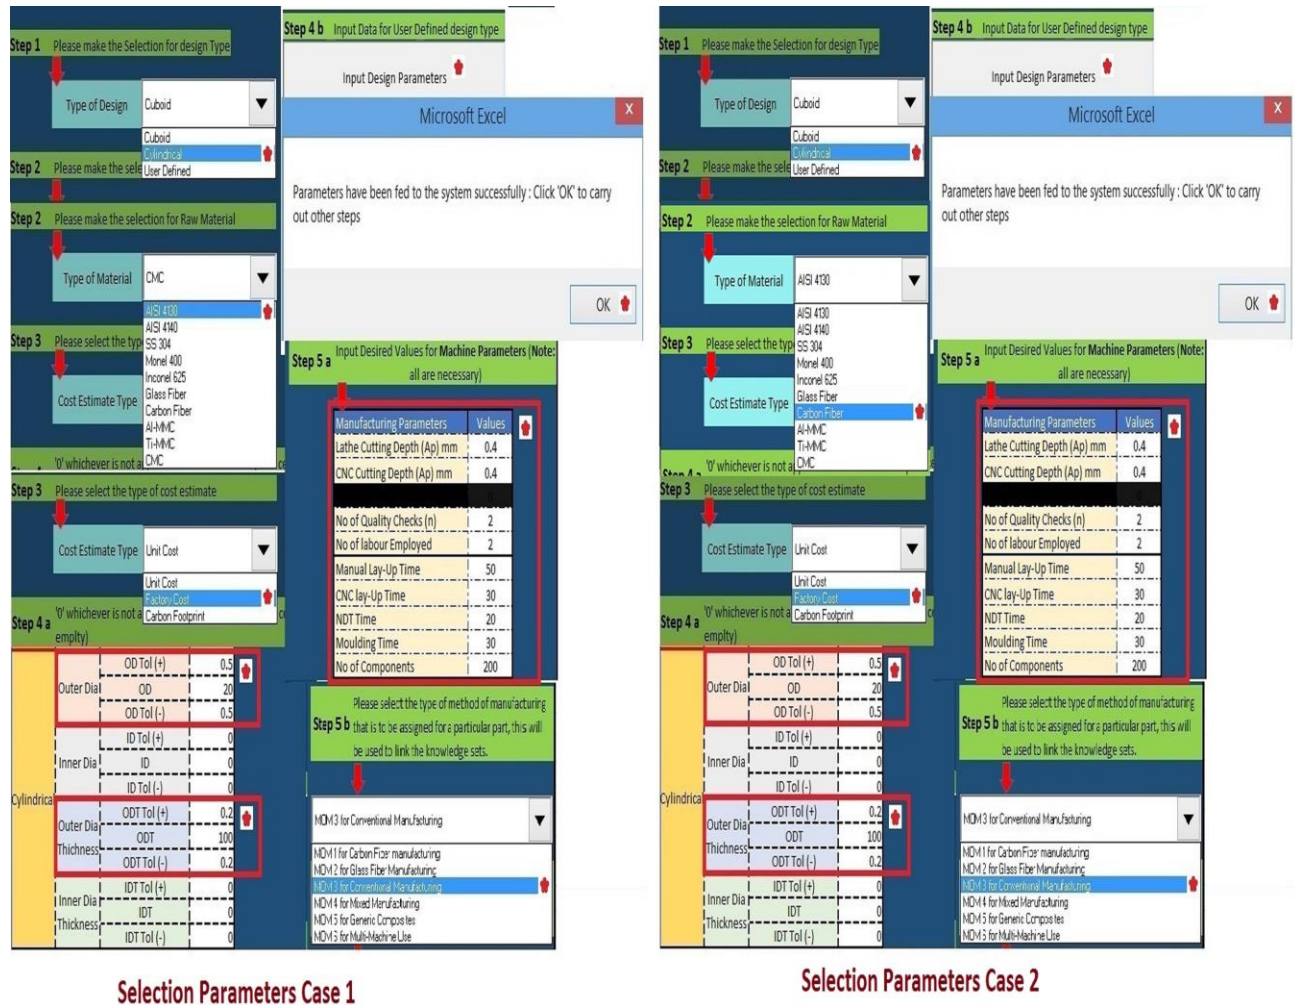 Step 1 Please make the Selection for design Type
Type of Design Cuboid
Cuboid
Cylindrical
User Defined
Step 2 Please make the sele
Step 2 Please make the selection for Raw Material
Type of Material CMC
AISI 4130
AISI 4140
SS 304
Monel 400
Inconel 625
Glass Fiber
Carbon Fiber
Al-MMC
Ti-MMC
CMC
Step 3 Please select the typ
Cost Estimate Type
'0' whichever is not a
Step 3 Please select the type of cost estimate
Cost Estimate Type Unit Cost
Unit Cost
Factory Cost
Carbon Footprint
Step 4 a '0' whichever is not a
emplty)
Cylindrical
Outer Dia
OD Tol (+) 0.5
OD 20
OD Tol (-) 0.5
Inner Dia
ID Tol (+) 0
ID 0
ID Tol (-) 0
Outer Dia Thickness
ODT Tol (+) 0.2
ODT 100
ODT Tol (-) 0.2
Inner Dia Thickness
IDT Tol (+) 0
IDT 0
IDT Tol (-) 0
Step 4 b Input Data for User Defined design type
Input Design Parameters
Microsoft Excel
X
Parameters have been fed to the system successfully : Click 'OK' to carry
out other steps
OK
Step 5 a Input Desired Values for Machine Parameters (Note:
all are necessary)
Manufacturing Parameters Values
Lathe Cutting Depth (Ap) mm 0.4
CNC Cutting Depth (Ap) mm 0.4
No of Quality Checks (n) 2
No of labour Employed 2
Manual Lay-Up Time 50
CNC lay-Up Time 30
NDT Time 20
Moulding Time 30
No of Components 200
Please select the type of method of manufacturing
Step 5 b that is to be assigned for a particular part, this will
be used to link the knowledge sets.
MOM 3 for Conventional Manufacturing
MOM 1 for Carbon Fiber manufacturing
MOM 2 for Glass Fiber Manufacturing
MOM 3 for Conventional Manufacturing
MOM 4 for Mixed Manufacturing
MOM 5 for Generic Composites
MOM 6 for Multi-Machine Use
Selection Parameters Case 1
Step 1 Please make the Selection for design Type
Type of Design Cuboid
Cuboid
Cylindrical
User Defined
Step 2 Please make the sele
Step 2 Please make the selection for Raw Material
Type of Material AISI 4130
AISI 4130
AISI 4140
SS 304
Monel 400
Inconel 625
Glass Fiber
Carbon Fiber
Al-MMC
Ti-MMC
CMC
Step 3 Please select the typ
Cost Estimate Type
'0' whichever is not a
Step 3 Please select the type of cost estimate
Cost Estimate Type Unit Cost
Unit Cost
Factory Cost
Carbon Footprint
Step 4 a '0' whichever is not a
emplty)
Cylindrical
Outer Dia
OD Tol (+) 0.5
OD 20
OD Tol (-) 0.5
Inner Dia
ID Tol (+) 0
ID 0
ID Tol (-) 0
Outer Dia Thickness
ODT Tol (+) 0.2
ODT 100
ODT Tol (-) 0.2
Inner Dia Thickness
IDT Tol (+) 0
IDT 0
IDT Tol (-) 0
Step 4 b Input Data for User Defined design type
Input Design Parameters
Microsoft Excel
X
Parameters have been fed to the system successfully : Click 'OK' to carry
out other steps
OK
Step 5 a Input Desired Values for Machine Parameters (Note:
all are necessary)
Manufacturing Parameters Values
Lathe Cutting Depth (Ap) mm 0.4
CNC Cutting Depth (Ap) mm 0.4
No of Quality Checks (n) 2
No of labour Employed 2
Manual Lay-Up Time 50
CNC lay-Up Time 30
NDT Time 20
Moulding Time 30
No of Components 200
Please select the type of method of manufacturing
Step 5 b that is to be assigned for a particular part, this will
be used to link the knowledge sets.
MOM 3 for Conventional Manufacturing
MOM 1 for Carbon Fiber manufacturing
MOM 2 for Glass Fiber Manufacturing
MOM 3 for Conventional Manufacturing
MOM 4 for Mixed Manufacturing
MOM 5 for Generic Composites
MOM 6 for Multi-Machine Use
Selection Parameters Case 2